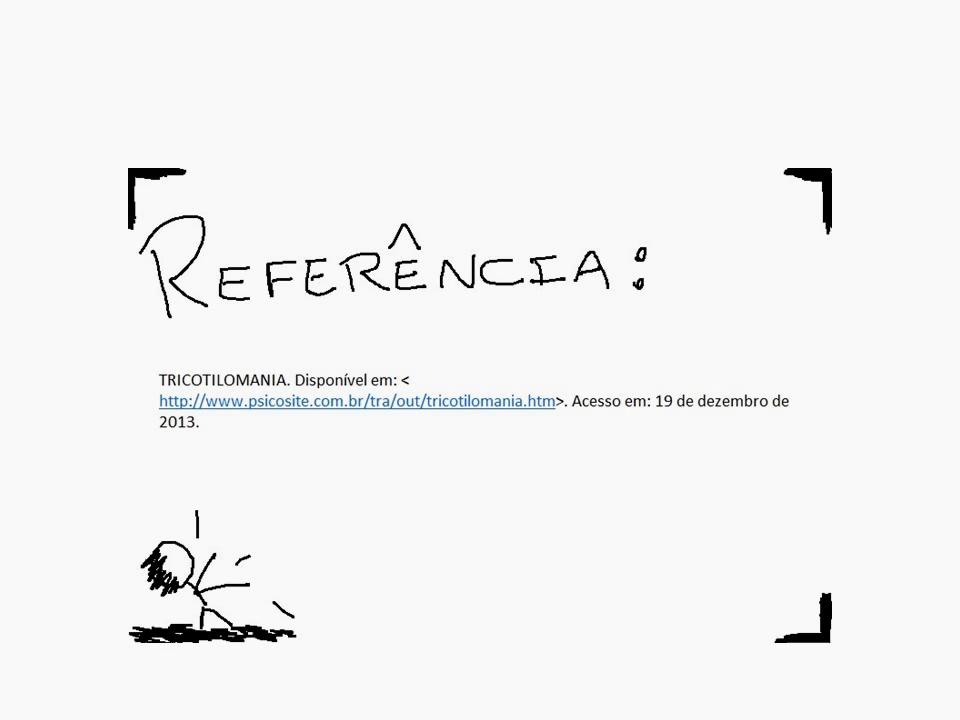 REFERÊNCIA:
TRICOTILOMANIA. Disponível em: <
http://www.psicosite.com.br/tra/out/tricotilomania.htm>. Acesso em: 19 de dezembro de
2013.